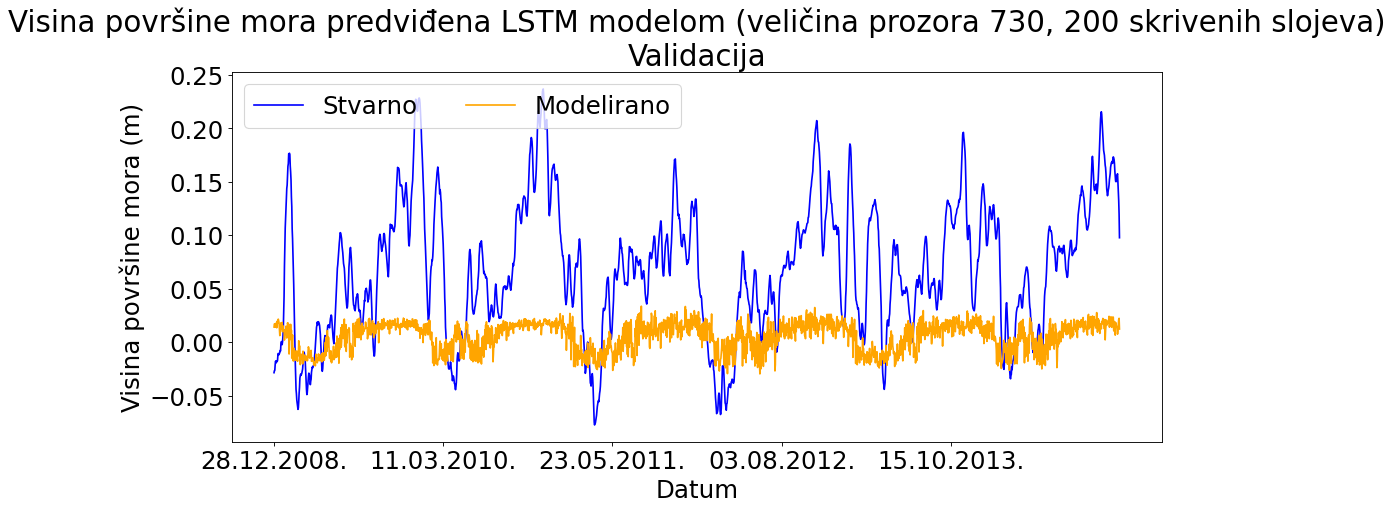 Visina površine mora predviđena LSTM modelom (veličina prozora 730, 200 skrivenih slojeva)
Validacija
Stvarno Modelirano
Visina površine mora (m)
0.25
0.20
0.15
0.10
0.05
0.00
−0.05
28.12.2008. 11.03.2010. 23.05.2011. 03.08.2012. 15.10.2013.
Datum